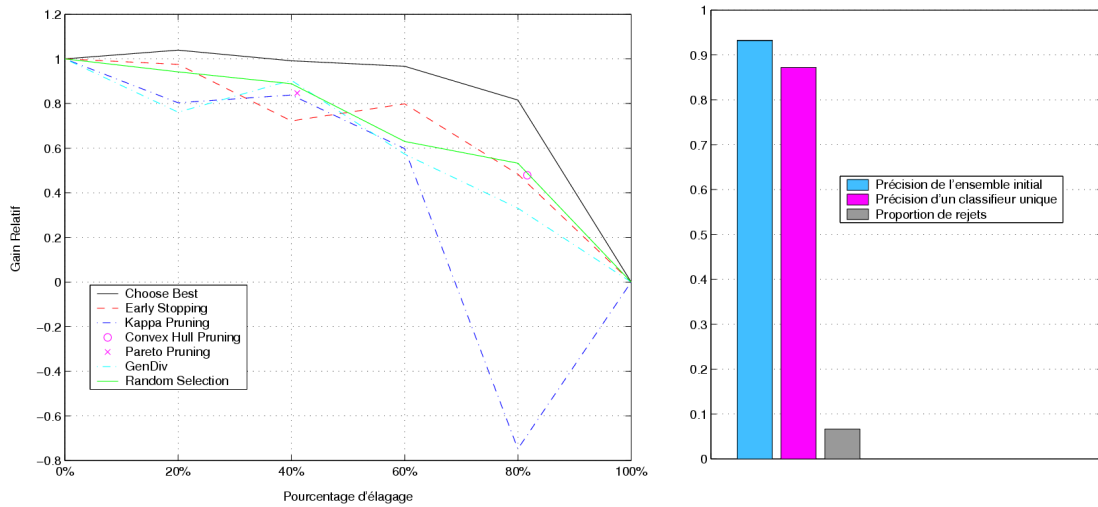 1.2
1
0.8
0.6
0.4
0.2
0
-0.2
-0.4
-0.6
-0.8
Gain Relatif
Choose Best
Early Stopping
Kappa Pruning
Convex Hull Pruning
Pareto Pruning
GenDiv
Random Selection
0% 20% 40% 60% 80% 100%
Pourcentage d'élagage
1
0.9
0.8
0.7
0.6
0.5
0.4
0.3
0.2
0.1
0
Précision de l'ensemble initial
Précision d'un classifieur unique
Proportion de rejets